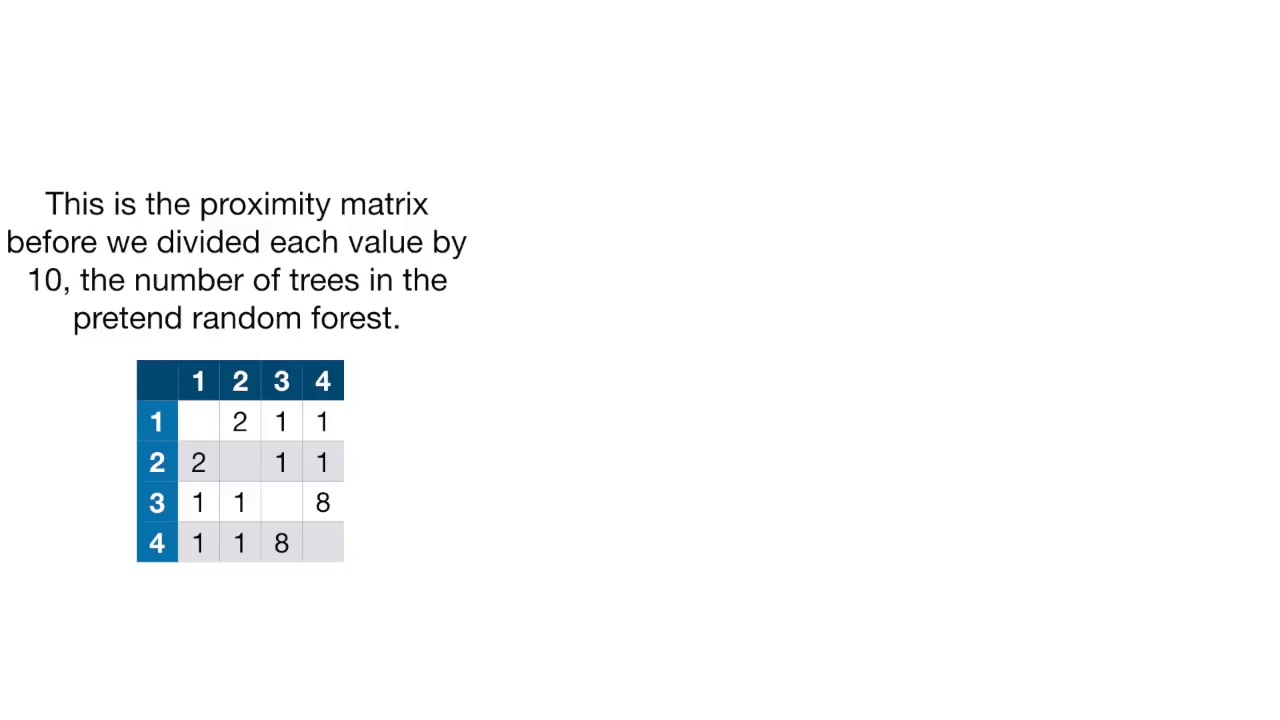 This is the proximity matrix
before we divided each value by
10, the number of trees in the
pretend random forest.
1 2 3 4
1 2 1 1
2 2 1 1
3 1 1 8
4 1 1 8